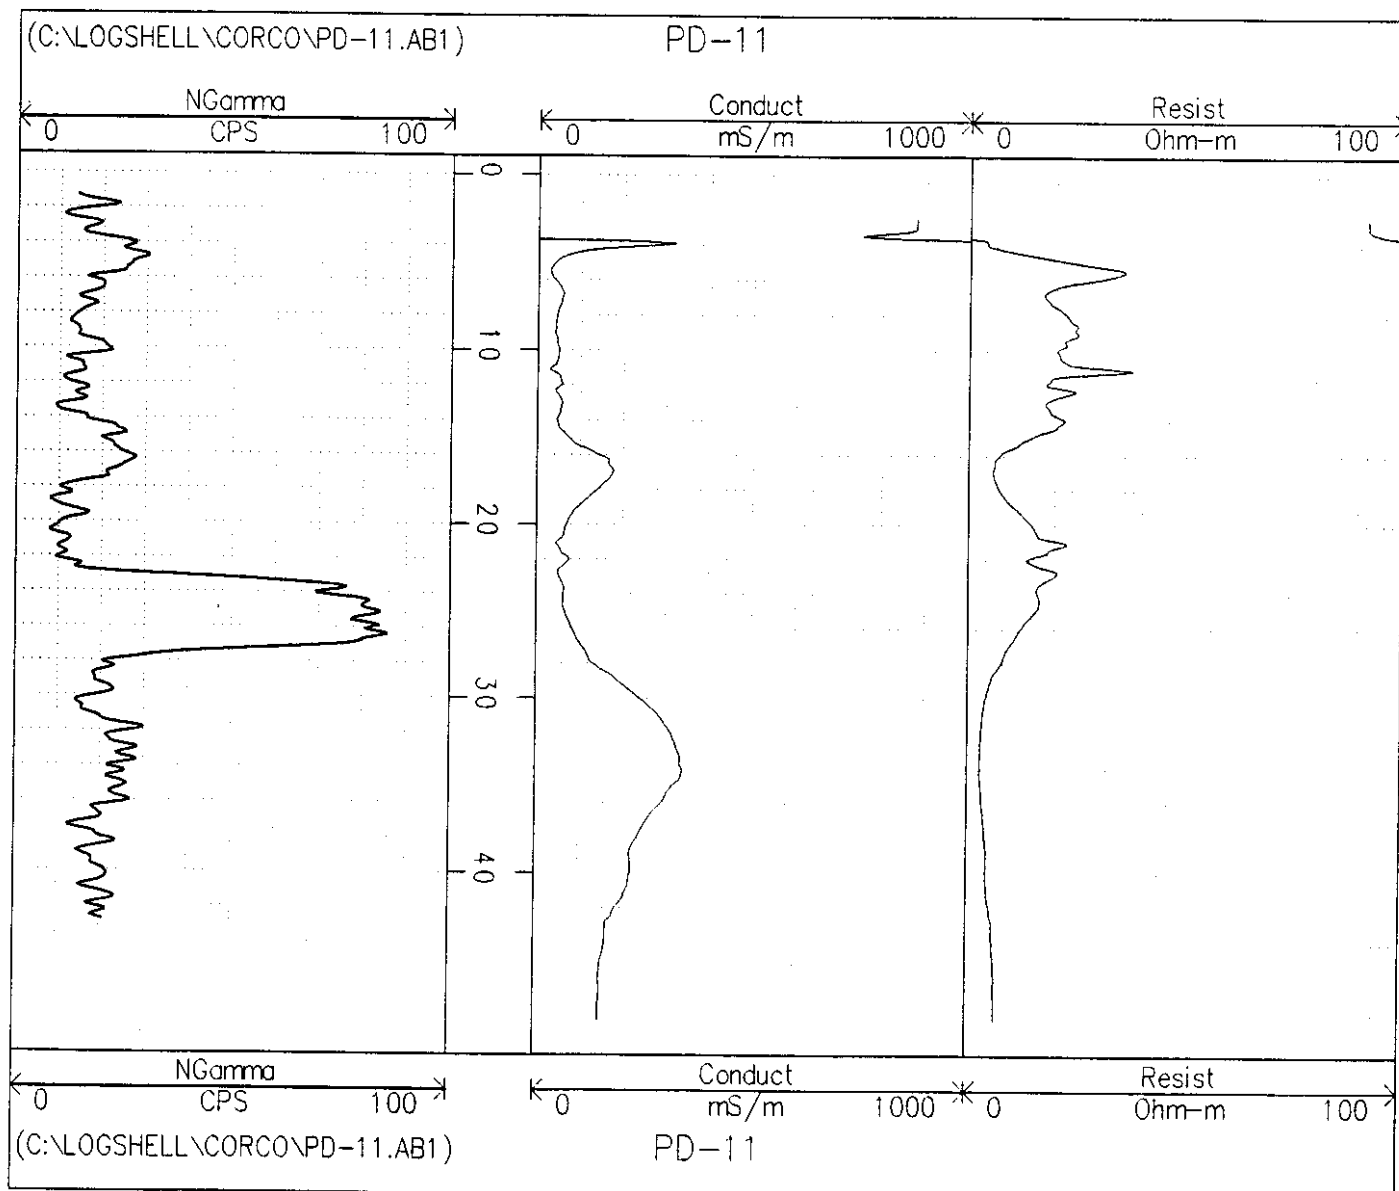 (C:\LOGSHELL\CORCO\PD-11.AB1) PD-11
NGamma Conduct Resist
0 CPS 100 0 mS/m 1000 0 Ohm-m 100
0
10
20
30
40
NGamma Conduct Resist
0 CPS 100 0 mS/m 1000 0 Ohm-m 100
(C:\LOGSHELL\CORCO\PD-11.AB1) PD-11